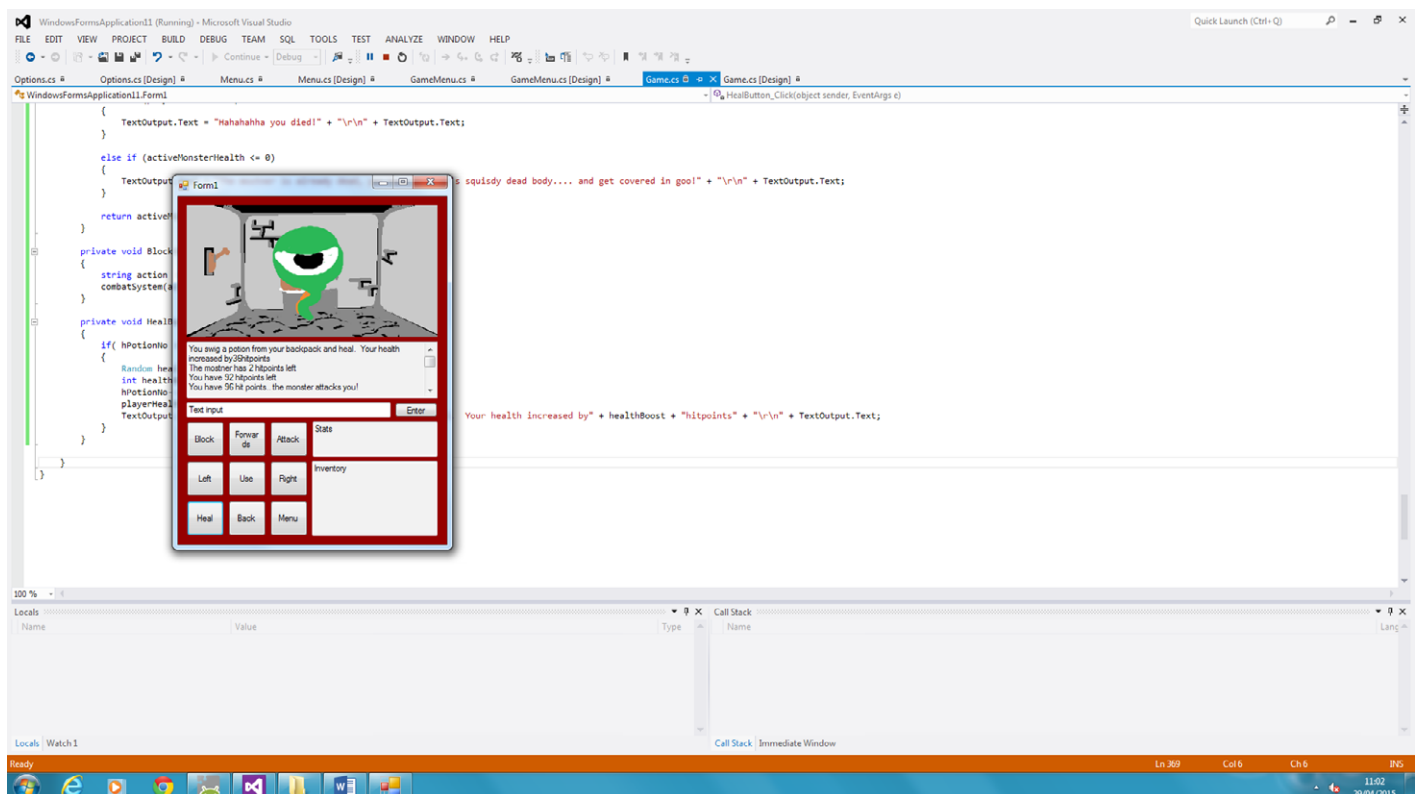 WindowsFormsApplication11 (Running) - Microsoft Visual Studio
Quick Launch (Ctrl+Q)
FILE EDIT VIEW PROJECT BUILD DEBUG TEAM SQL TOOLS TEST ANALYZE WINDOW HELP
Continue Debug
Options.cs Options.cs [Design] Menu.cs Menu.cs [Design] GameMenu.cs GameMenu.cs [Design] Game.cs Game.cs [Design]
WindowsFormsApplication11.Form1 HealButton_Click(object sender, EventArgs e)
{
TextOutput.Text = "Hahahahha you died!" + "\r\n" + TextOutput.Text;
}
else if (activeMonsterHealth <= 0)
{
TextOutput s squisdy dead body.... and get covered in goo!" + "\r\n" + TextOutput.Text;
}
return activeM
}
private void Block
{
string action
combatSystem(a
}
private void HealB
{
if( hPotionNo
{
Random hea
int health
hPotionNo
playerHeal
TextOutput Your health increased by" + healthBoost + "hitpoints" + "\r\n" + TextOutput.Text;
}
}
}
}
Form1
You swig a potion from your backpack and heal. Your health
increased by36hitpoints
The mostner has 2 hitpoints left
You have 92 hitpoints left
You have 96 hit points...the monster attacks you!
Text input Enter
Block Forwar
de Attack
Stats
Left Use Right
Inventory
Heal Back Menu
100 %
Locals
Name Value Type
Call Stack
Name Lang
Locals Watch 1
Call Stack Immediate Window
Ready Ln 369 Col 6 Ch 6 INS
11:02
29/04/2015